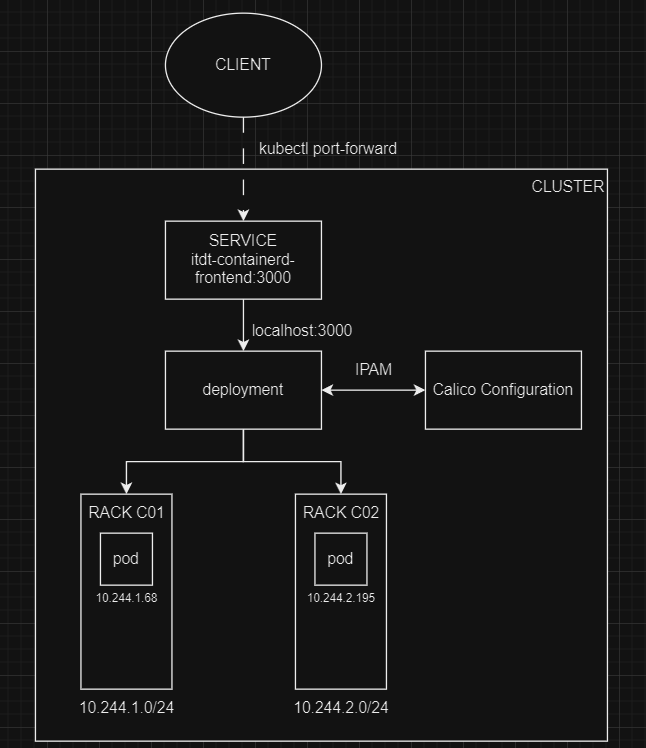 CLIENT
kubectl port-forward
CLUSTER
SERVICE
itdt-containerd-
frontend:3000
localhost:3000
deployment
IPAM
Calico Configuration
RACK C01
pod
10.244.1.68
10.244.1.0/24
RACK C02
pod
10.244.2.195
10.244.2.0/24